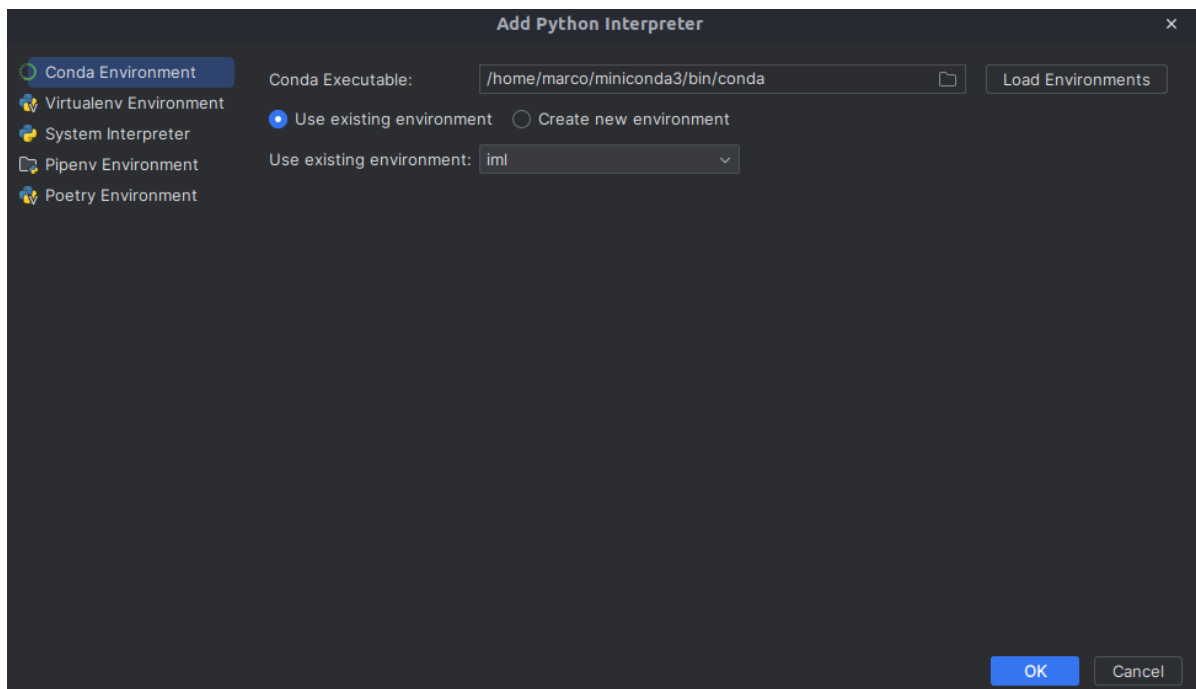 Add Python Interpreter
Conda Environment
Virtualenv Environment
System Interpreter
Pipenv Environment
Poetry Environment
Conda Executable: /home/marco/miniconda3/bin/conda Load Environments
Use existing environment Create new environment
Use existing environment: iml
OK Cancel